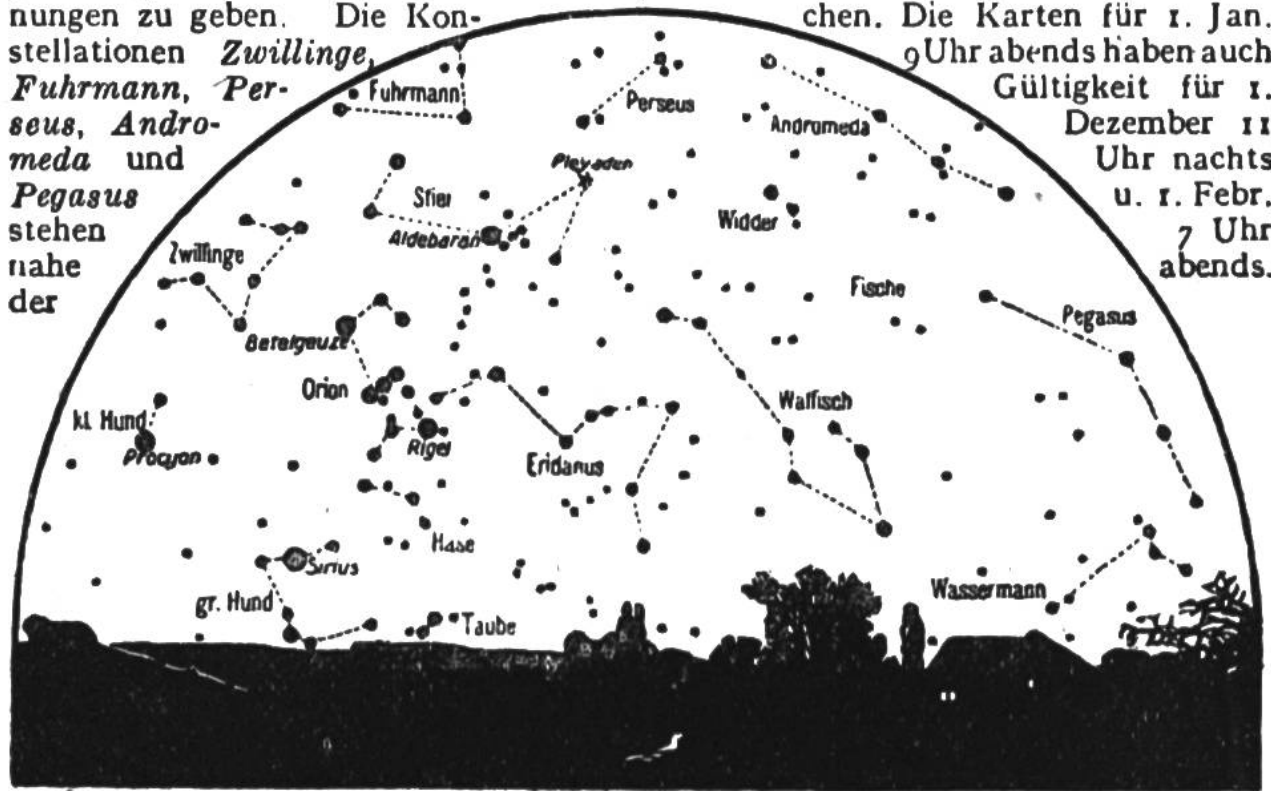 nungen zu geben. Die Kon-
stellationen Zwillinge,
Fuhrmann, Per-
seus, Andro-
meda und
Pegasus
stehen
nahe
der
chen. Die Karten für 1. Jan.
9 Uhr abends haben auch
Gültigkeit für 1.
Dezember 11
Uhr nachts
u. 1. Febr.
7 Uhr
abends.
Fuhrmann
Perseus
Andromeda
Pleyaden
Stier
Aldebaran
Widder
Zwillinge
Fische
Beteigeuze
Pegasus
Orion
Walfisch
kl. Hund
Procyon
Rigel
Eridanus
Hase
Sirius
gr. Hund
Taube
Wassermann